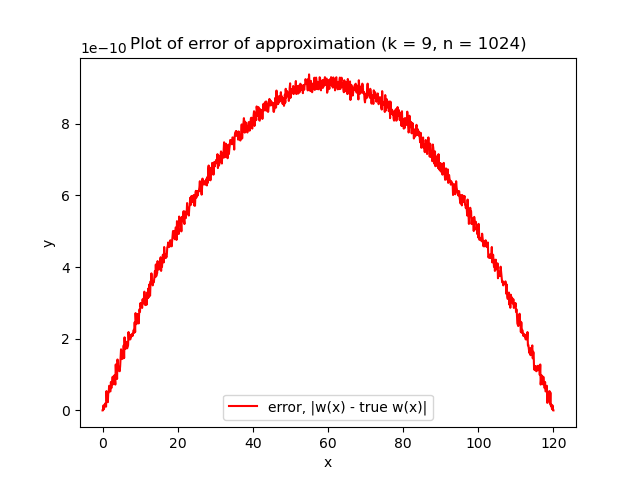 Plot of error of approximation (k = 9, n = 1024)
1e−10
8
6
4
2
0
y
0 20 40 60 80 100 120
x
error, |w(x) - true w(x)|